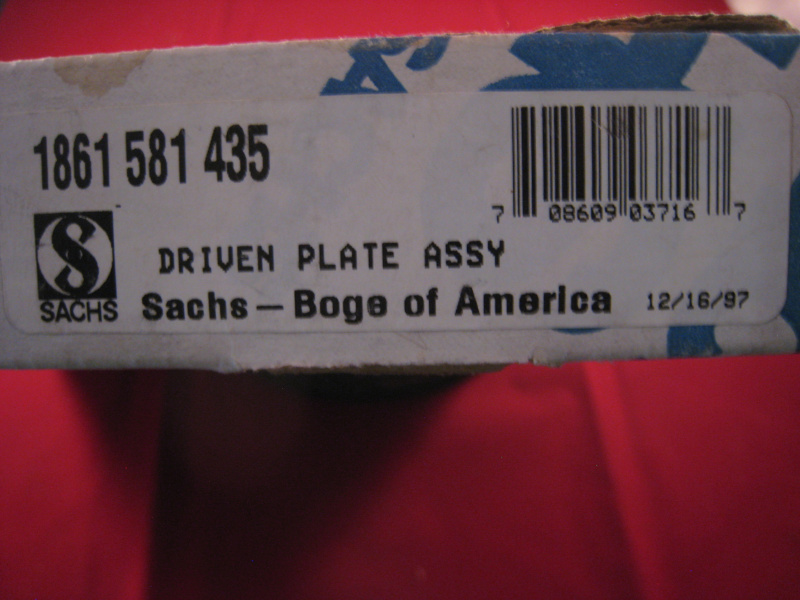 1861 581 435
7 08609 03716 7
SACHS
DRIVEN PLATE ASSY
Sachs — Boge of America 12/16/97